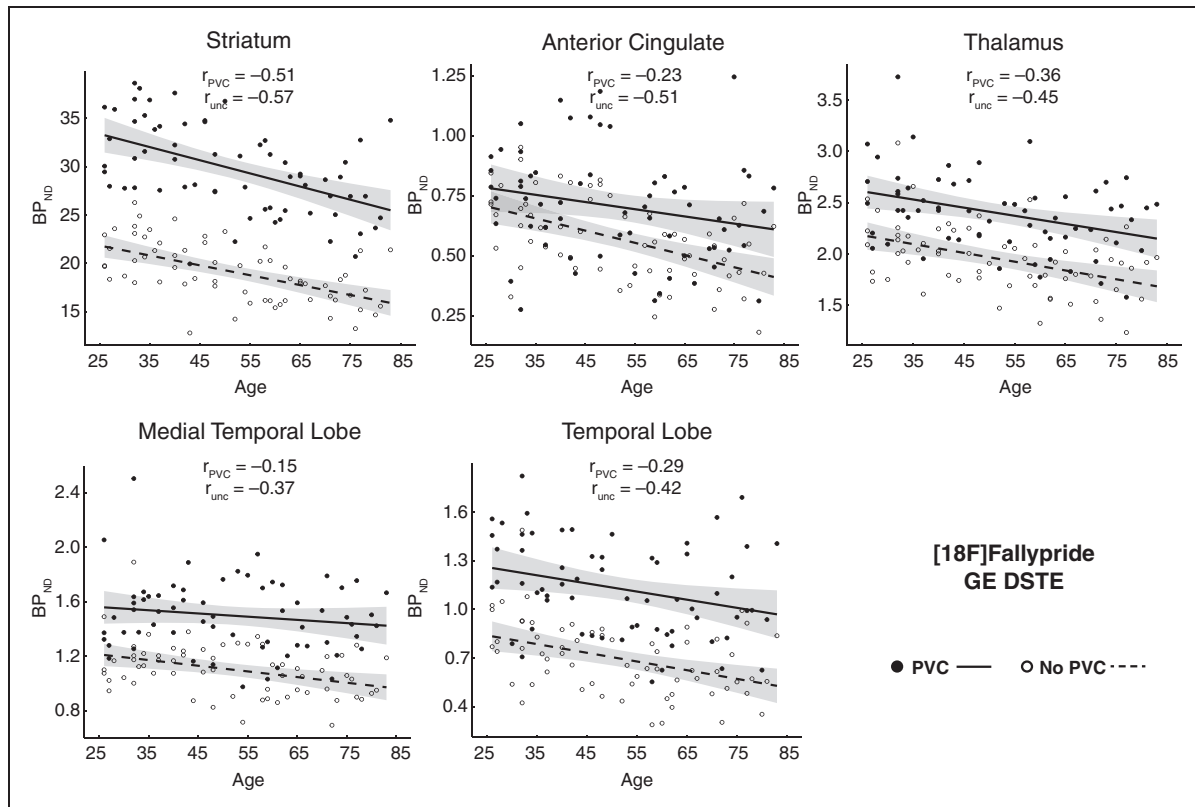 Striatum
r_PVC = −0.51
r_unc = −0.57
35
30
25
20
15
BP_ND
25 35 45 55 65 75 85
Age
Anterior Cingulate
r_PVC = −0.23
r_unc = −0.51
1.25
1.00
0.75
0.50
0.25
BP_ND
25 35 45 55 65 75 85
Age
Thalamus
r_PVC = −0.36
r_unc = −0.45
3.5
3.0
2.5
2.0
1.5
BP_ND
25 35 45 55 65 75 85
Age
Medial Temporal Lobe
r_PVC = −0.15
r_unc = −0.37
2.4
2.0
1.6
1.2
0.8
BP_ND
25 35 45 55 65 75 85
Age
Temporal Lobe
r_PVC = −0.29
r_unc = −0.42
1.6
1.3
1.0
0.7
0.4
BP_ND
25 35 45 55 65 75 85
Age
[18F]Fallypride
GE DSTE
PVC No PVC